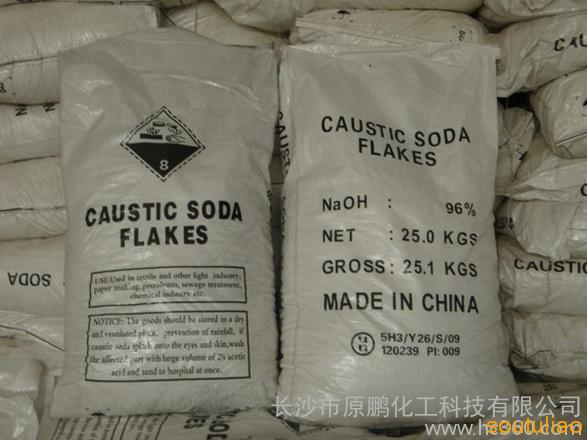 8
CAUSTIC SODA
FLAKES
USE:Used in textile and other light industry,
paper making, petroleum, sewage treatment,
chemical industry etc.
NOTICE: The goods should be stored in a dry
and ventilated place, prevention of rainfall, if
caustic soda splash onto the eyes and skin,wash
the affected part with large volume of 2% acetic
acid and send to hospital at once.
CAUSTIC SODA
FLAKES
NaOH : 96%
NET : 25.0 KGS
GROSS : 25.1 KGS
MADE IN CHINA
5H3/Y26/S/09
120239 PI: 009
SODA
CAUSTIC
CAUSTIC SOD
长沙市原鹏化工科技有限公司